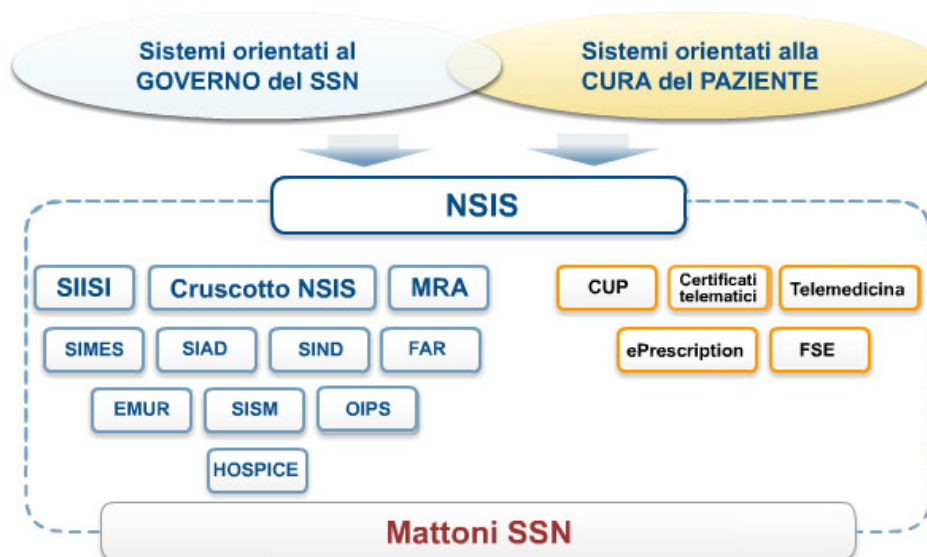 Sistemi orientati al
GOVERNO del SSN
Sistemi orientati alla
CURA del PAZIENTE
NSIS
SIISI
Cruscotto NSIS
MRA
CUP
Certificati
telematici
Telemedicina
SIMES
SIAD
SIND
FAR
ePrescription
FSE
EMUR
SISM
OIPS
HOSPICE
Mattoni SSN